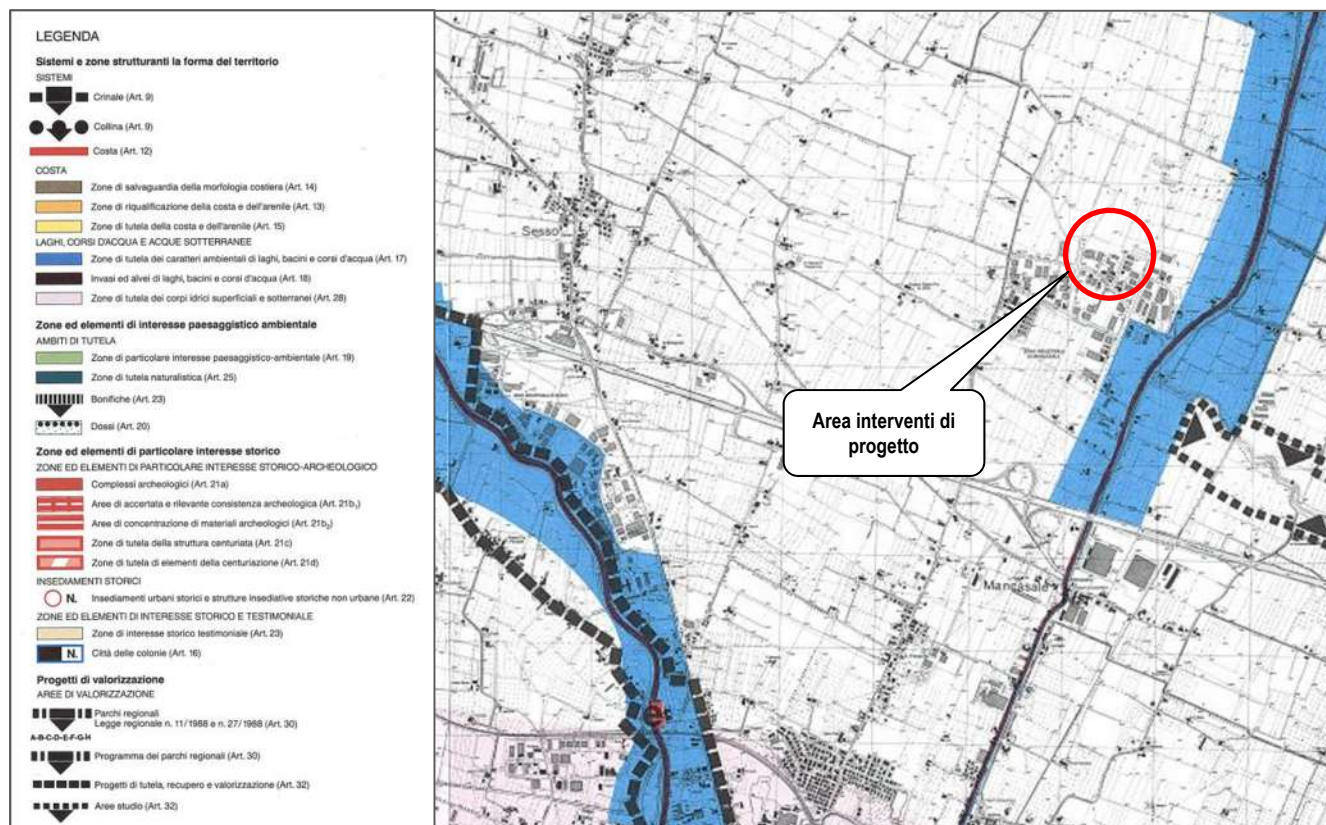 LEGENDA
Sistemi e zone strutturanti la forma del territorio
SISTEMI
Crinale (Art. 9)
Collina (Art. 9)
Costa (Art. 12)
COSTA
Zone di salvaguardia della morfologia costiera (Art. 14)
Zone di riqualificazione della costa e dell'arenile (Art. 13)
Zone di tutela della costa e dell'arenile (Art. 15)
LAGHI, CORSI D'ACQUA E ACQUE SOTTERRANEE
Zone di tutela dei caratteri ambientali di laghi, bacini e corsi d'acqua (Art. 17)
Invasi ed alvei di laghi, bacini e corsi d'acqua (Art. 18)
Zone di tutela dei corpi idrici superficiali e sotterranei (Art. 28)
Zone ed elementi di interesse paesaggistico ambientale
AMBITI DI TUTELA
Zone di particolare interesse paesaggistico-ambientale (Art. 19)
Zone di tutela naturalistica (Art. 25)
Bonifiche (Art. 23)
Dossi (Art. 20)
Zone ed elementi di particolare interesse storico
ZONE ED ELEMENTI DI PARTICOLARE INTERESSE STORICO-ARCHEOLOGICO
Complessi archeologici (Art. 21a)
Aree di accertata e rilevante consistenza archeologica (Art. 21b₁)
Aree di concentrazione di materiali archeologici (Art. 21b₂)
Zone di tutela della struttura centuriata (Art. 21c)
Zone di tutela di elementi della centuriazione (Art. 21d)
INSEDIAMENTI STORICI
N. Insediamenti urbani storici e strutture insediative storiche non urbane (Art. 22)
ZONE ED ELEMENTI DI INTERESSE STORICO E TESTIMONIALE
Zone di interesse storico testimoniale (Art. 23)
N. Città delle colonie (Art. 16)
Progetti di valorizzazione
AREE DI VALORIZZAZIONE
Parchi regionali
Legge regionale n. 11/1988 e n. 27/1988 (Art. 30)
A-B-C-D-E-F-G-H
Programma dei parchi regionali (Art. 30)
Progetti di tutela, recupero e valorizzazione (Art. 32)
Aree studio (Art. 32)
Sesso
Area interventi di
progetto
Mancasale